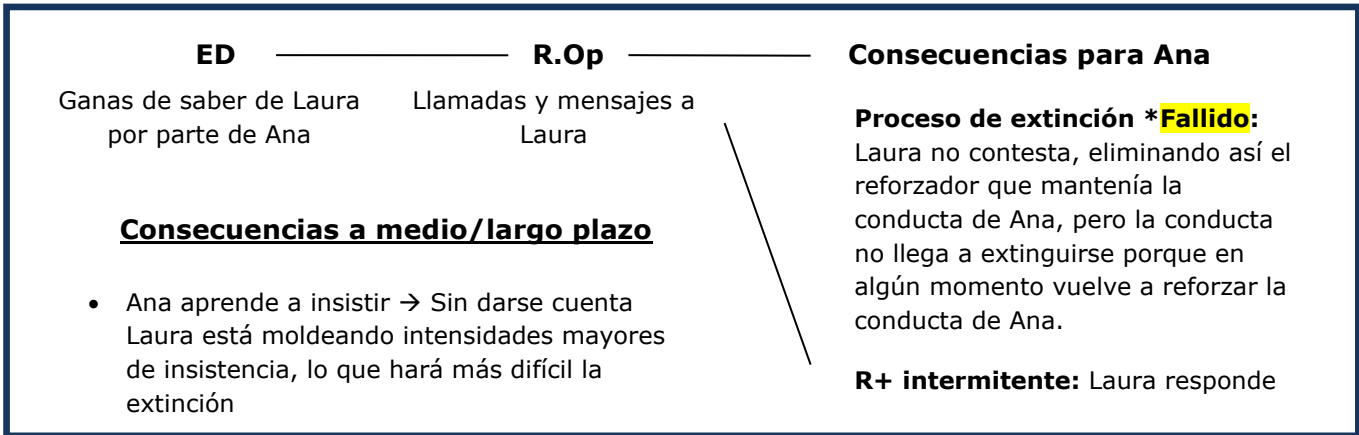 ED R.Op Consecuencias para Ana
Ganas de saber de Laura
por parte de Ana
Llamadas y mensajes a
Laura
Proceso de extinción *Fallido:
Laura no contesta, eliminando así el
reforzador que mantenía la
conducta de Ana, pero la conducta
no llega a extinguirse porque en
algún momento vuelve a reforzar la
conducta de Ana.
R+ intermitente: Laura responde
Consecuencias a medio/largo plazo
• Ana aprende a insistir → Sin darse cuenta
Laura está moldeando intensidades mayores
de insistencia, lo que hará más difícil la
extinción